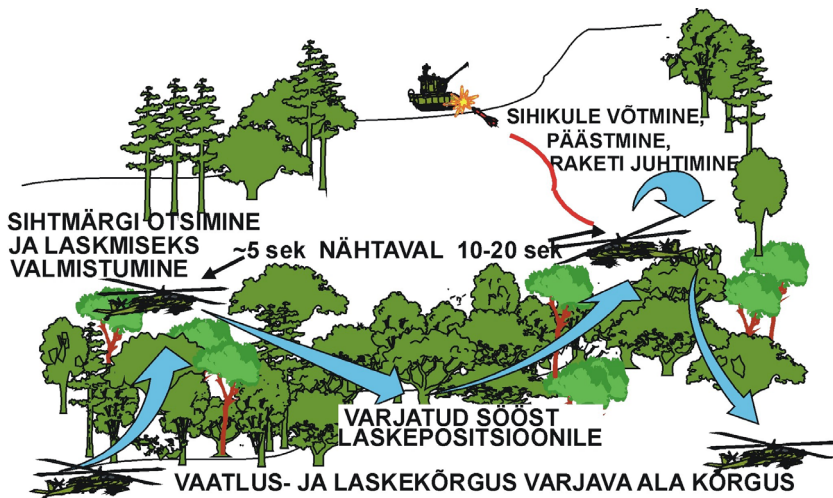 SIHIKULE VÕTMINE,
PÄÄSTMINE,
RAKETI JUHTIMINE
SIHTMÄRGI OTSIMINE
JA LASKMISEKS
VALMISTUMINE
~5 sek NÄHTAVAL 10-20 sek
VARJATUD SÖÖST
LASKEPOSITSIOONILE
VAATLUS- JA LASKEKÕRGUS VARJAVA ALA KÕRGUS